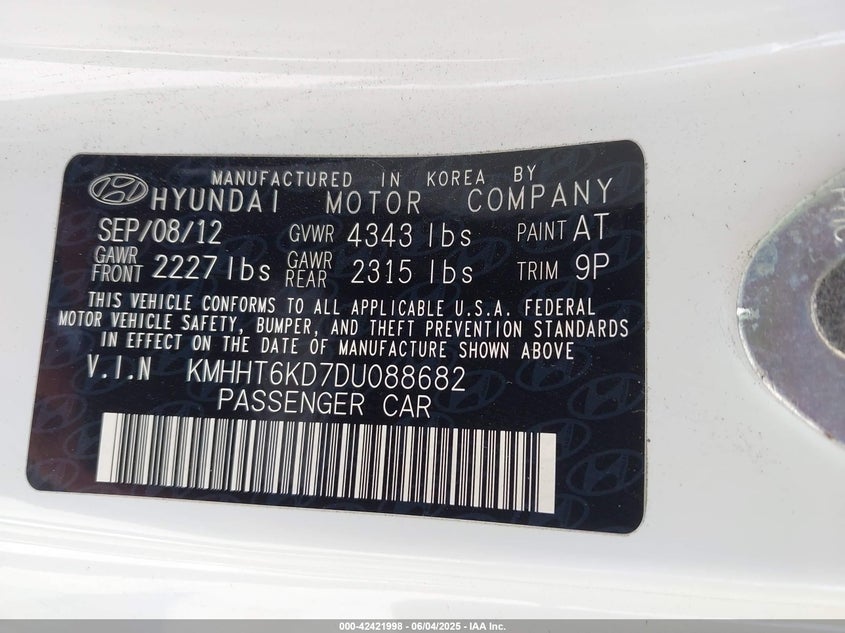 MANUFACTURED IN KOREA BY
HYUNDAI MOTOR COMPANY
SEP/08/12 GVWR 4343 lbs PAINT AT
GAWR FRONT 2227 lbs GAWR REAR 2315 lbs TRIM 9P
THIS VEHICLE CONFORMS TO ALL APPLICABLE U.S.A. FEDERAL
MOTOR VEHICLE SAFETY, BUMPER, AND THEFT PREVENTION STANDARDS
IN EFFECT ON THE DATE OF MANUFACTURE SHOWN ABOVE
V.I.N KMHHT6KD7DU088682
PASSENGER CAR
000-42421998 - 06/04/2025 - IAA Inc.